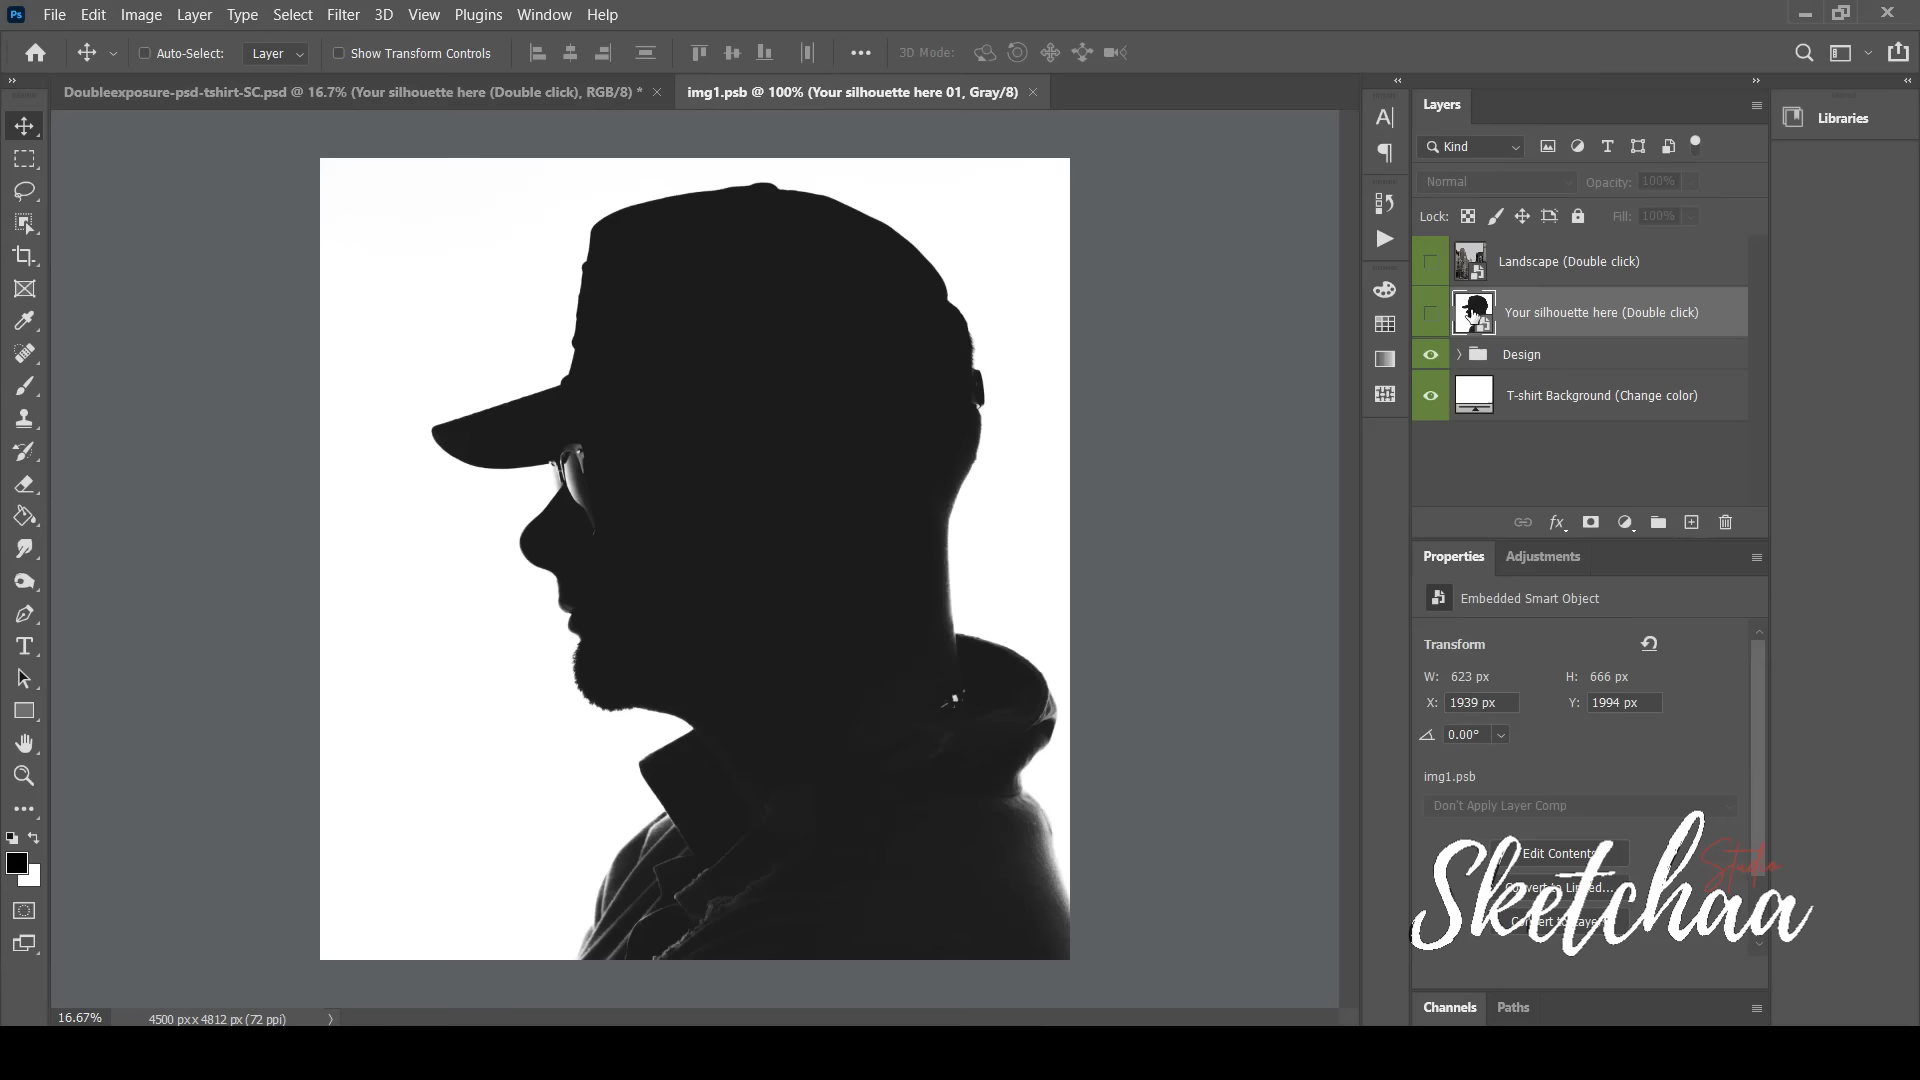 Ps File Edit Image Layer Type Select Filter 3D View Plugins Window Help
Auto-Select: Layer Show Transform Controls 3D Mode:
Doubleexposure-psd-tshirt-SC.psd @ 16.7% (Your silhouette here (Double click), RGB/8) * img1.psb @ 100% (Your silhouette here 01, Gray/8)
Layers
Libraries
Kind
Normal Opacity: 100%
Lock: Fill: 100%
Landscape (Double click)
Your silhouette here (Double click)
Design
T-shirt Background (Change color)
fx
Properties Adjustments
Embedded Smart Object
Transform
W: 623 px H: 666 px
X: 1939 px Y: 1994 px
0.00°
img1.psb
Don't Apply Layer Comp
Edit Contents
Convert to Linked...
Convert to Layers
Sketchaa
Studio
Channels Paths
16.67% 4500 px x 4812 px (72 ppi)